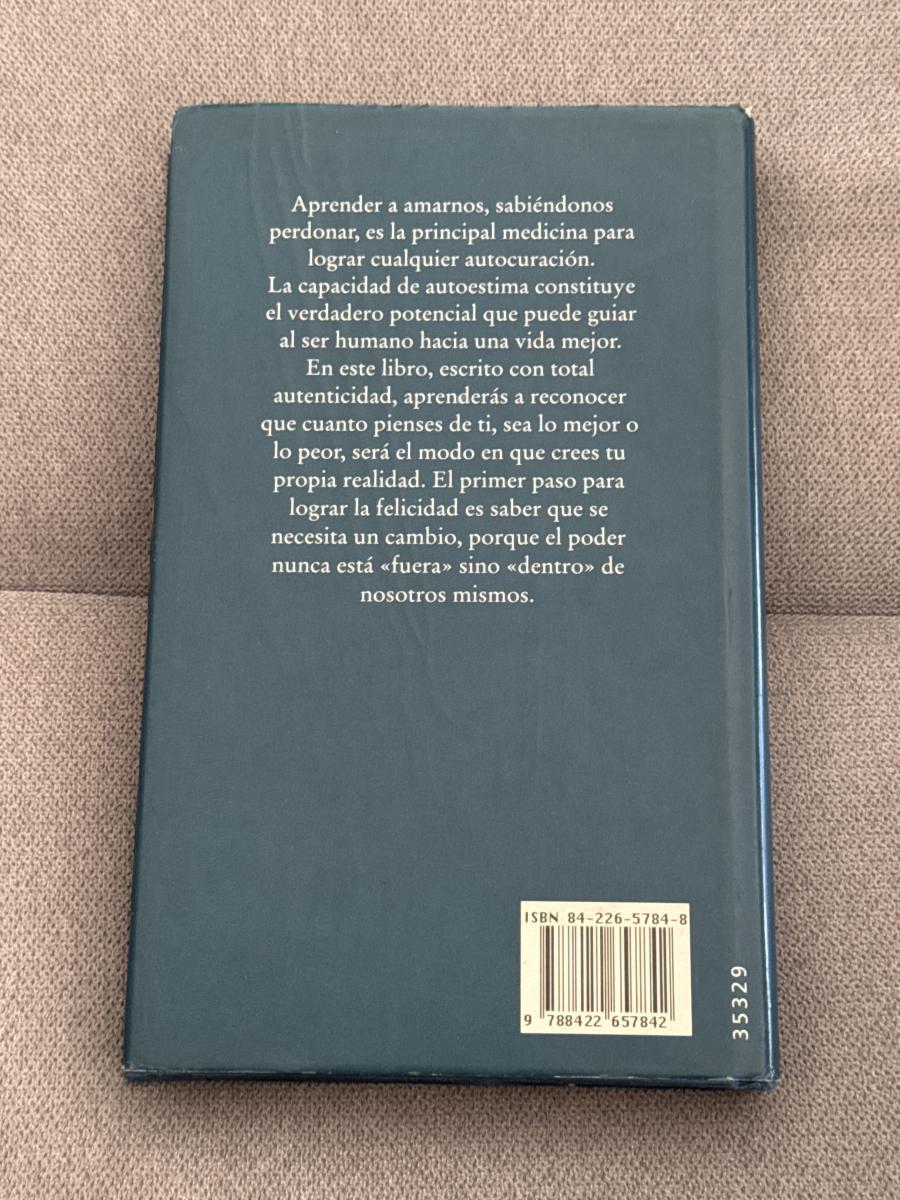 Aprender a amarnos, sabiéndonos
perdonar, es la principal medicina para
lograr cualquier autocuración.
La capacidad de autoestima constituye
el verdadero potencial que puede guiar
al ser humano hacia una vida mejor.
En este libro, escrito con total
autenticidad, aprenderás a reconocer
que cuanto pienses de ti, sea lo mejor o
lo peor, será el modo en que crees tu
propia realidad. El primer paso para
lograr la felicidad es saber que se
necesita un cambio, porque el poder
nunca está «fuera» sino «dentro» de
nosotros mismos.
ISBN 84-226-5784-8
9 788422 657842
35329